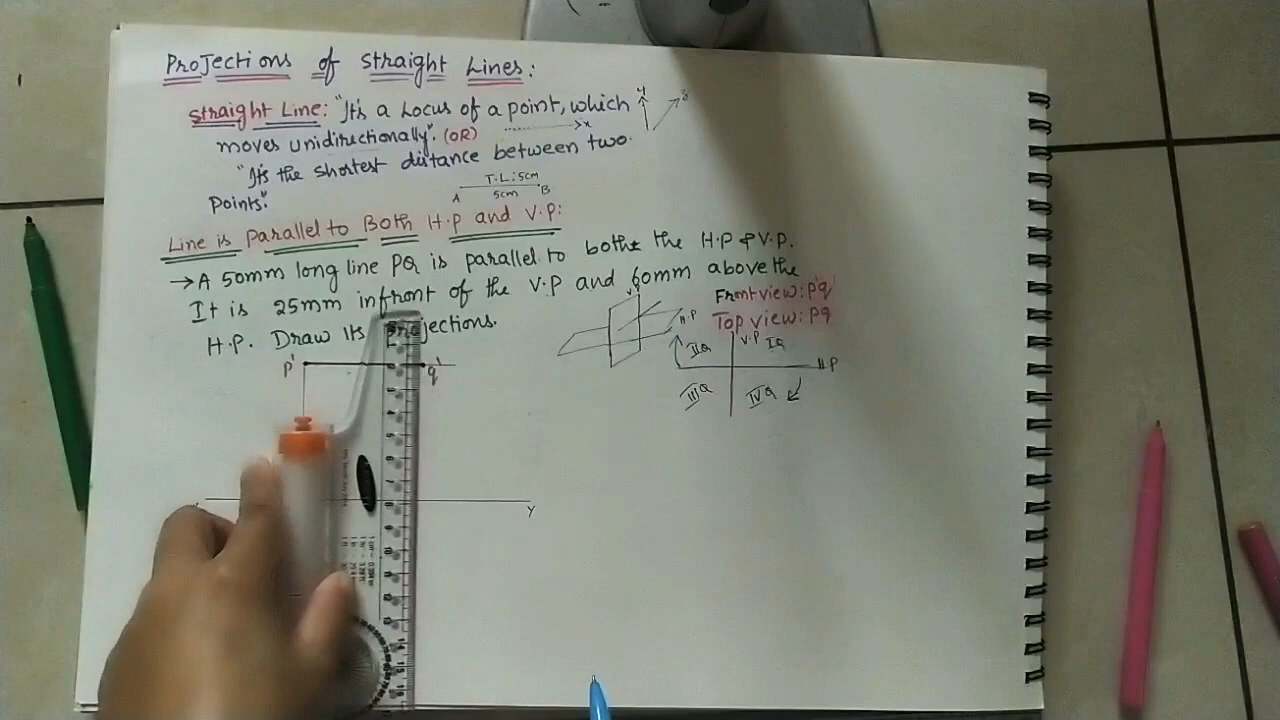 Projections of Straight Lines:
Straight Line: "It's a Locus of a point, which
moves unidirectionally". (OR)
"It's the shortest distance between two
Points."
T.L: 5cm
A 5cm B
Line is Parallel to Both H.P and V.P:
→ A 50mm long line PQ is parallel to both the H.P & V.P.
It is 25mm infront of the V.P and 60mm above the
H.P. Draw its projections.
Front view: p'q'
Top view: pq
H.P
V.P
IIQ IQ
H.P
IIIQ IVQ
p' q'
Y